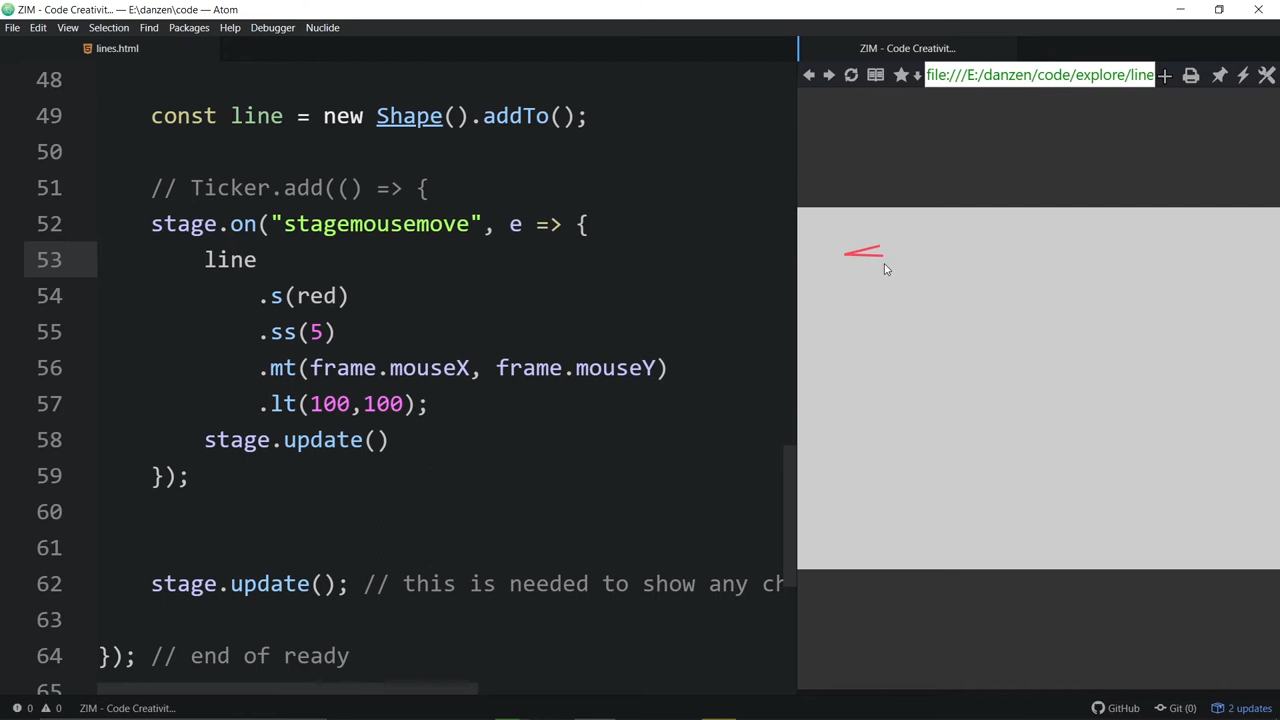 ZIM - Code Creativit... — E:\danzen\code — Atom
File Edit View Selection Find Packages Help Debugger Nuclide
lines.html
ZIM - Code Creativit...
file:///E:/danzen/code/explore/line
48
49 const line = new Shape().addTo();
50
51 // Ticker.add(() => {
52 stage.on("stagemousemove", e => {
53 line
54 .s(red)
55 .ss(5)
56 .mt(frame.mouseX, frame.mouseY)
57 .lt(100,100);
58 stage.update()
59 });
60
61
62 stage.update(); // this is needed to show any ch
63
64 }); // end of ready
65
0 0 ZIM - Code Creativit... GitHub Git (0) 2 updates